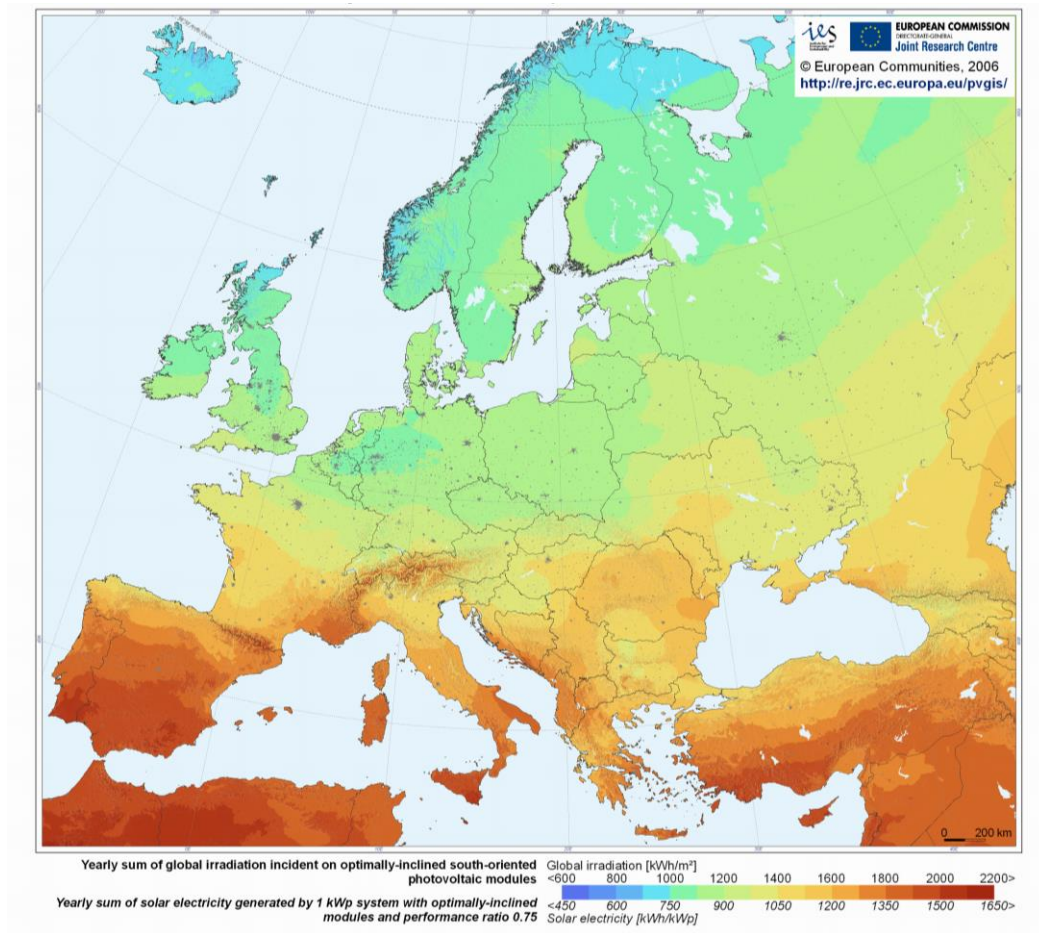 ies
EUROPEAN COMMISSION
DIRECTORATE-GENERAL
Joint Research Centre
© European Communities, 2006
http://re.jrc.ec.europa.eu/pvgis/
0 200 km
Yearly sum of global irradiation incident on optimally-inclined south-oriented
photovoltaic modules
Yearly sum of solar electricity generated by 1 kWp system with optimally-inclined
modules and performance ratio 0.75
Global irradiation [kWh/m²]
<600 800 1000 1200 1400 1600 1800 2000 2200>
<450 600 750 900 1050 1200 1350 1500 1650>
Solar electricity [kWh/kWp]